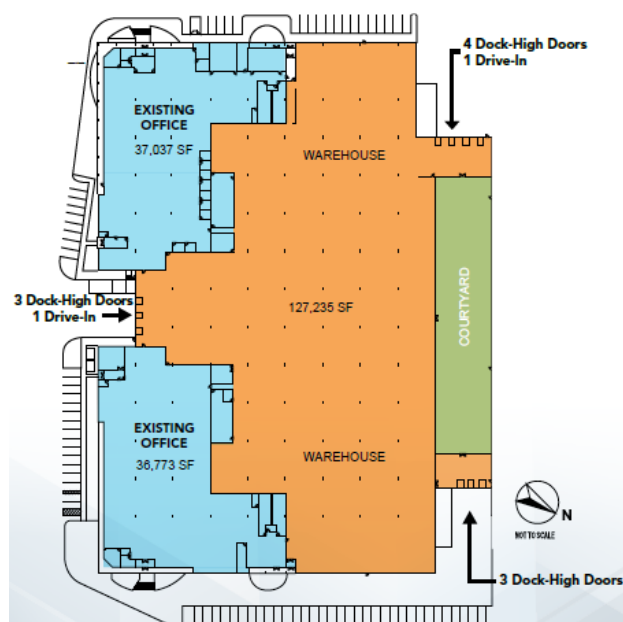 4 Dock-High Doors
1 Drive-In
EXISTING
OFFICE
37,037 SF
WAREHOUSE
3 Dock-High Doors
1 Drive-In
127,235 SF
COURTYARD
EXISTING
OFFICE
36,773 SF
WAREHOUSE
N
NOT TO SCALE
3 Dock-High Doors